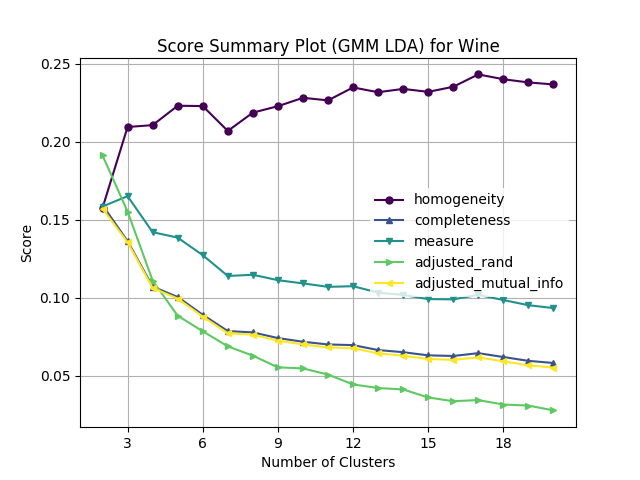 Score Summary Plot (GMM LDA) for Wine
0.25
0.20
0.15
0.10
0.05
Score
homogeneity
completeness
measure
adjusted_rand
adjusted_mutual_info
3 6 9 12 15 18
Number of Clusters